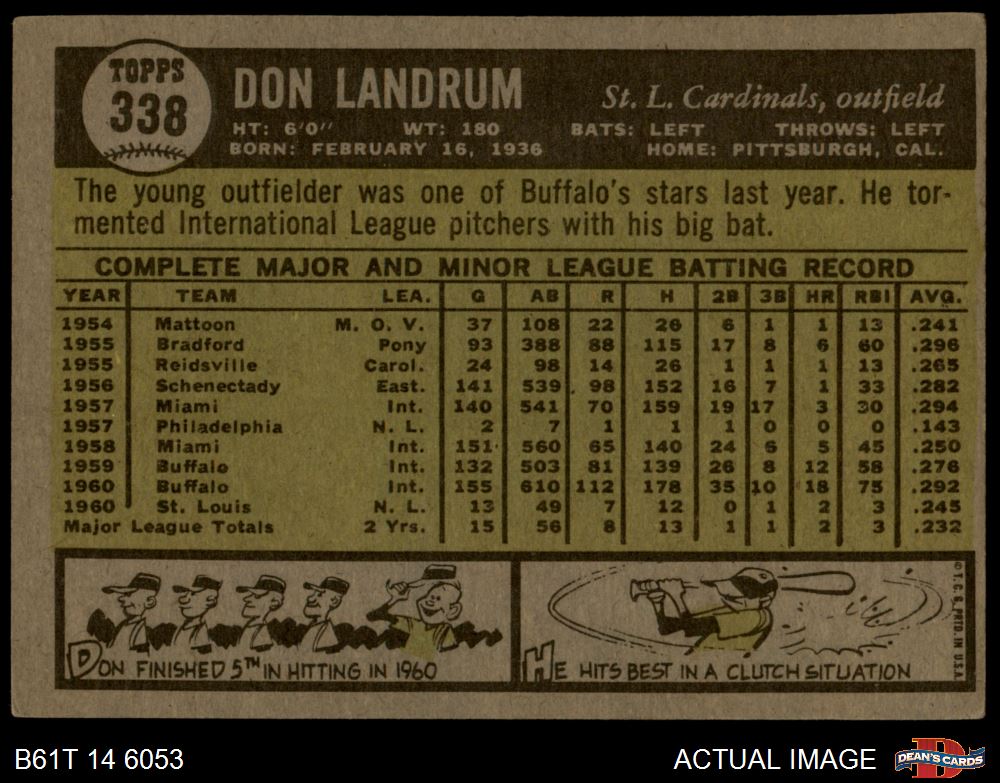 TOPPS
338
DON LANDRUM
St. L. Cardinals, outfield
HT: 6'0" WT: 180 BATS: LEFT THROWS: LEFT
BORN: FEBRUARY 16, 1936 HOME: PITTSBURGH, CAL.
The young outfielder was one of Buffalo's stars last year. He tor-
mented International League pitchers with his big bat.
COMPLETE MAJOR AND MINOR LEAGUE BATTING RECORD
YEAR TEAM LEA. G AB R H 2B 3B HR RBI AVG.
1954 Mattoon M. O. V. 37 108 22 26 6 1 1 13 .241
1955 Bradford Pony 93 388 88 115 17 8 6 60 .296
1955 Reidsville Carol. 24 98 14 26 1 1 1 13 .265
1956 Schenectady East. 141 539 98 152 16 7 1 33 .282
1957 Miami Int. 140 541 70 159 19 17 3 30 .294
1957 Philadelphia N. L. 2 7 1 1 1 0 0 0 .143
1958 Miami Int. 151 560 65 140 24 6 5 45 .250
1959 Buffalo Int. 132 503 81 139 26 8 12 58 .276
1960 Buffalo Int. 155 610 112 178 35 10 18 75 .292
1960 St. Louis N. L. 13 49 7 12 0 1 2 3 .245
Major League Totals 2 Yrs. 15 56 8 13 1 1 2 3 .232
DON FINISHED 5TH IN HITTING IN 1960
HE HITS BEST IN A CLUTCH SITUATION
© T. C. G. PRTD. IN U.S.A.
B61T 14 6053
ACTUAL IMAGE
DEAN'S CARDS